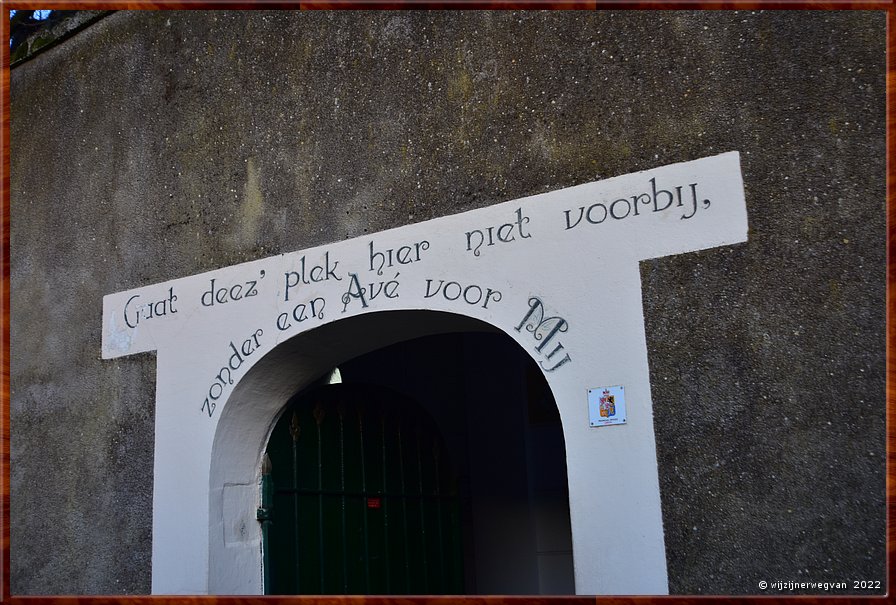 Gaat deez' plek hier niet voorbij,
zonder een Avé voor Mij
© wijzijnerwegvan 2022